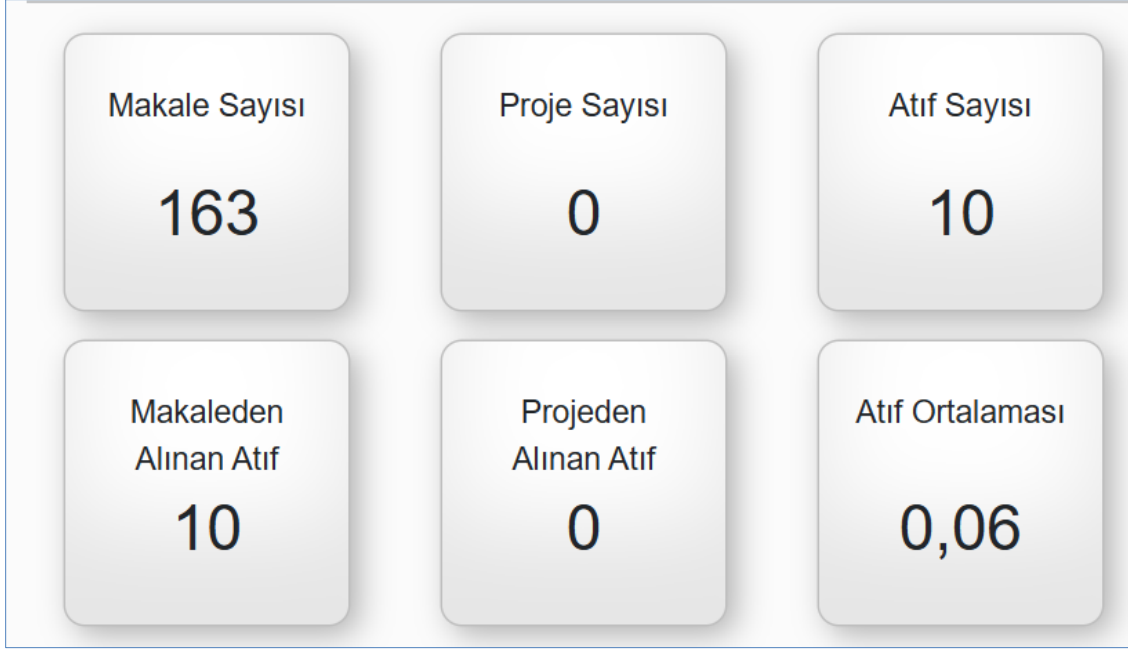 Makale Sayısı
163
Proje Sayısı
0
Atıf Sayısı
10
Makaleden
Alınan Atıf
10
Projeden
Alınan Atıf
0
Atıf Ortalaması
0,06